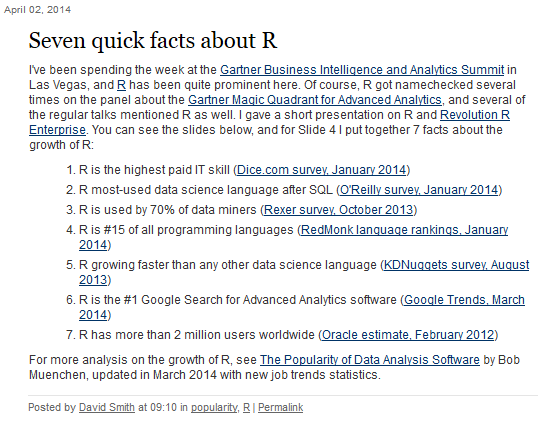 April 02, 2014
Seven quick facts about R
I've been spending the week at the Gartner Business Intelligence and Analytics Summit in
Las Vegas, and R has been quite prominent here. Of course, R got namechecked several
times on the panel about the Gartner Magic Quadrant for Advanced Analytics, and several of
the regular talks mentioned R as well. I gave a short presentation on R and Revolution R
Enterprise. You can see the slides below, and for Slide 4 I put together 7 facts about the
growth of R:
1. R is the highest paid IT skill (Dice.com survey, January 2014)
2. R most-used data science language after SQL (O'Reilly survey, January 2014)
3. R is used by 70% of data miners (Rexer survey, October 2013)
4. R is #15 of all programming languages (RedMonk language rankings, January
2014)
5. R growing faster than any other data science language (KDNuggets survey, August
2013)
6. R is the #1 Google Search for Advanced Analytics software (Google Trends, March
2014)
7. R has more than 2 million users worldwide (Oracle estimate, February 2012)
For more analysis on the growth of R, see The Popularity of Data Analysis Software by Bob
Muenchen, updated in March 2014 with new job trends statistics.
Posted by David Smith at 09:10 in popularity, R | Permalink